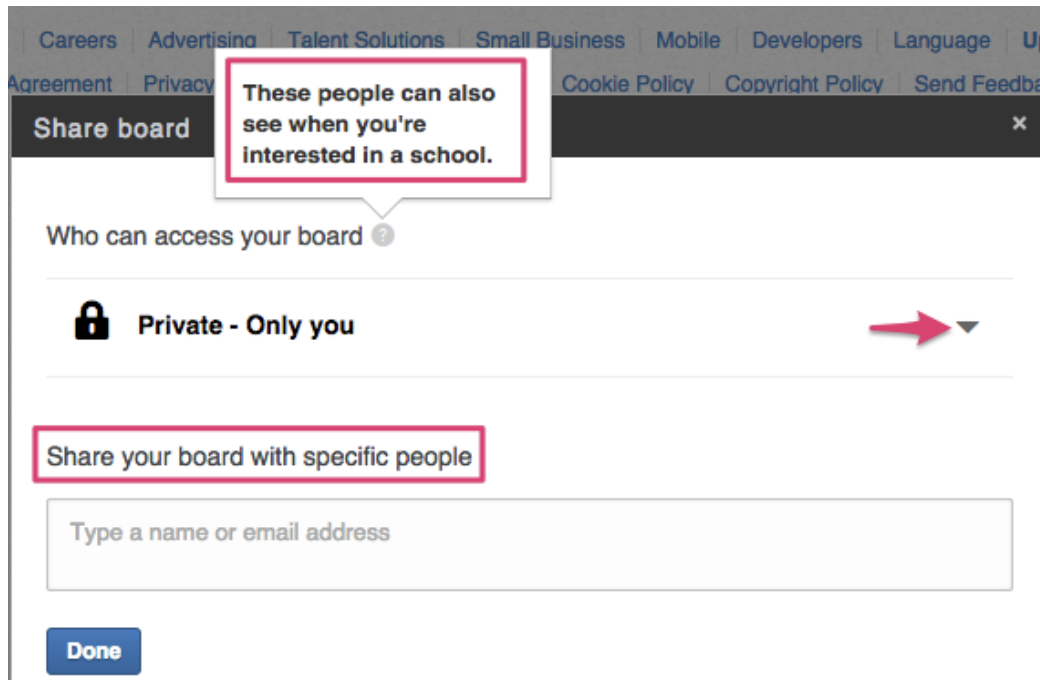 Careers Advertising Talent Solutions Small Business Mobile Developers Language
Agreement Privacy Cookie Policy Copyright Policy Send
These people can also
see when you're
interested in a school.
Share board ×
Who can access your board ?
Private - Only you
Share your board with specific people
Type a name or email address
Done